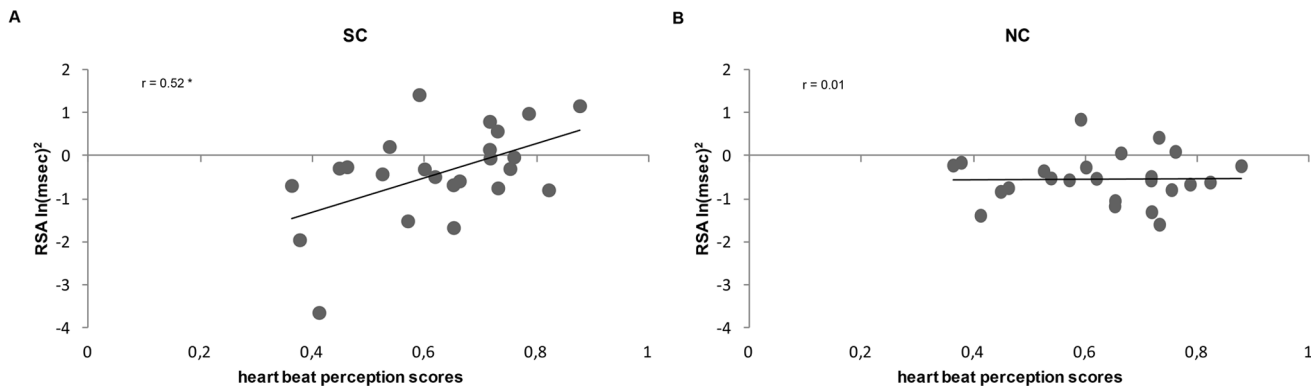 A
SC
r = 0.52 *
RSA ln(msec)²
2
1
0
-1
-2
-3
-4
0
0,2
0,4
0,6
0,8
1
heart beat perception scores
B
NC
r = 0.01
RSA ln(msec)²
2
1
0
-1
-2
-3
-4
0
0,2
0,4
0,6
0,8
1
heart beat perception scores